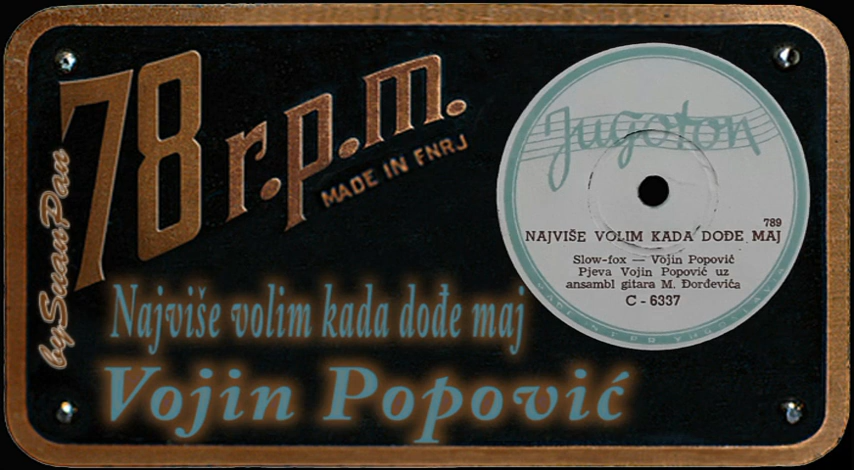 78 r.p.m.
MADE IN FNRJ
bySwanPan
Jugoton
789
NAJVIŠE VOLIM KADA DOĐE MAJ
Slow-fox — Vojin Popović
Pjeva Vojin Popović uz
ansambl gitara M. Đorđevića
C - 6337
Najviše volim kada dođe maj
Vojin Popović